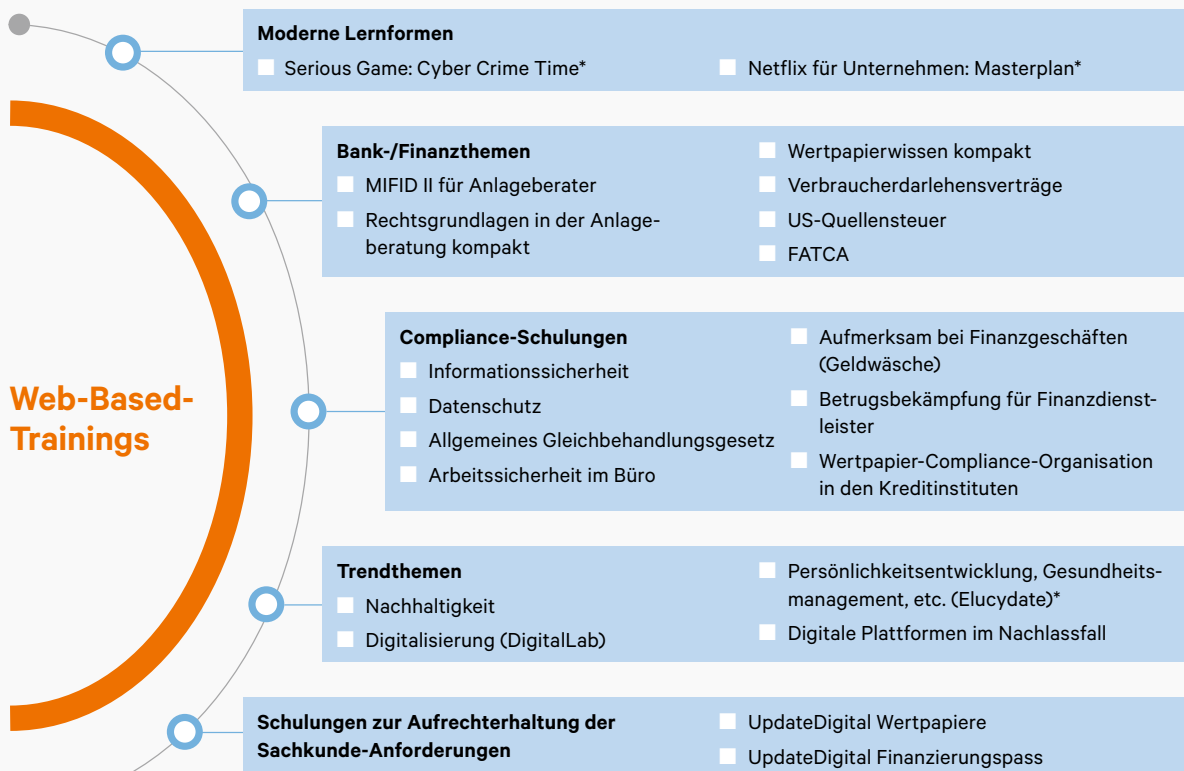 Web-Based-
Trainings
Moderne Lernformen
Serious Game: Cyber Crime Time*
Netflix für Unternehmen: Masterplan*
Bank-/Finanzthemen
MIFID II für Anlageberater
Rechtsgrundlagen in der Anlage-
beratung kompakt
Wertpapierwissen kompakt
Verbraucherdarlehensverträge
US-Quellensteuer
FATCA
Compliance-Schulungen
Informationssicherheit
Datenschutz
Allgemeines Gleichbehandlungsgesetz
Arbeitssicherheit im Büro
Aufmerksam bei Finanzgeschäften
(Geldwäsche)
Betrugsbekämpfung für Finanzdienst-
leister
Wertpapier-Compliance-Organisation
in den Kreditinstituten
Trendthemen
Nachhaltigkeit
Digitalisierung (DigitalLab)
Persönlichkeitsentwicklung, Gesundheits-
management, etc. (Elucydate)*
Digitale Plattformen im Nachlassfall
Schulungen zur Aufrechterhaltung der
Sachkunde-Anforderungen
UpdateDigital Wertpapiere
UpdateDigital Finanzierungspass